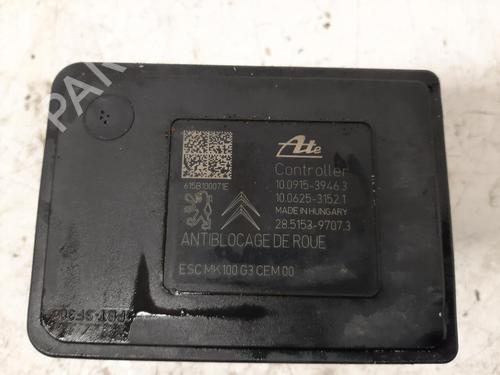 Ate
Controller
10.0915-3946.3
10.0625-3152.1
MADE IN HUNGARY
28.5153-9707.3
615B100071E
ANTIBLOCAGE DE ROUE
ESC MK100 G3 CEM 00